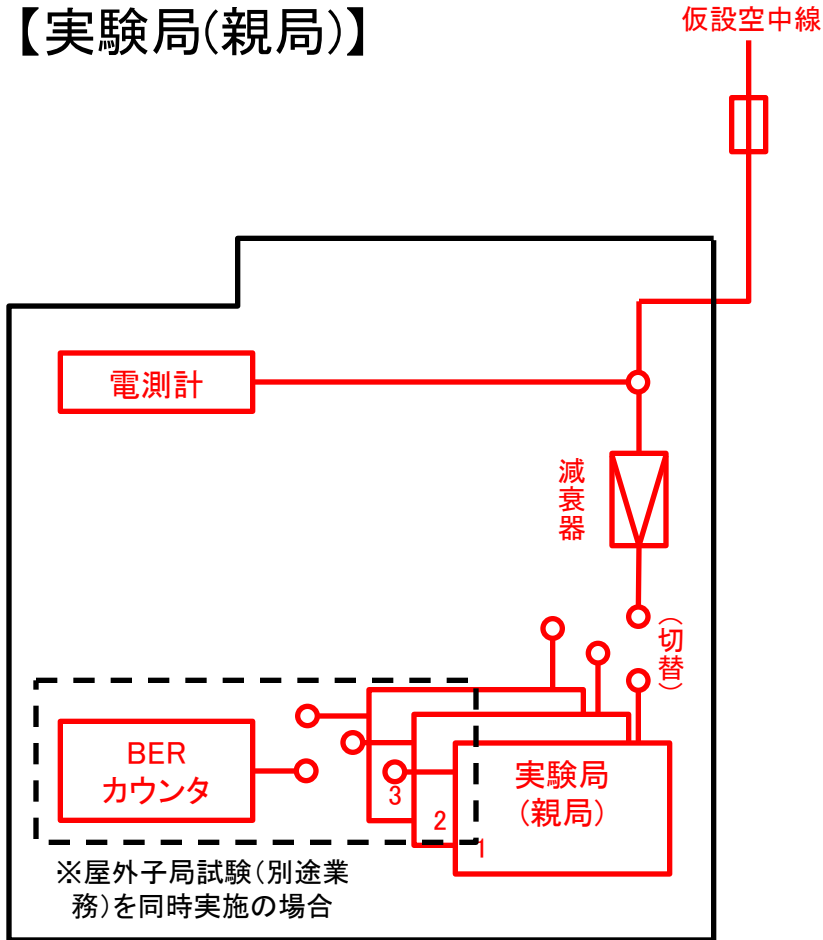 【実験局(親局)】
仮設空中線
電測計
減衰器
(切替)
BER
カウンタ
3
2
1
実験局
(親局)
※屋外子局試験(別途業
務)を同時実施の場合